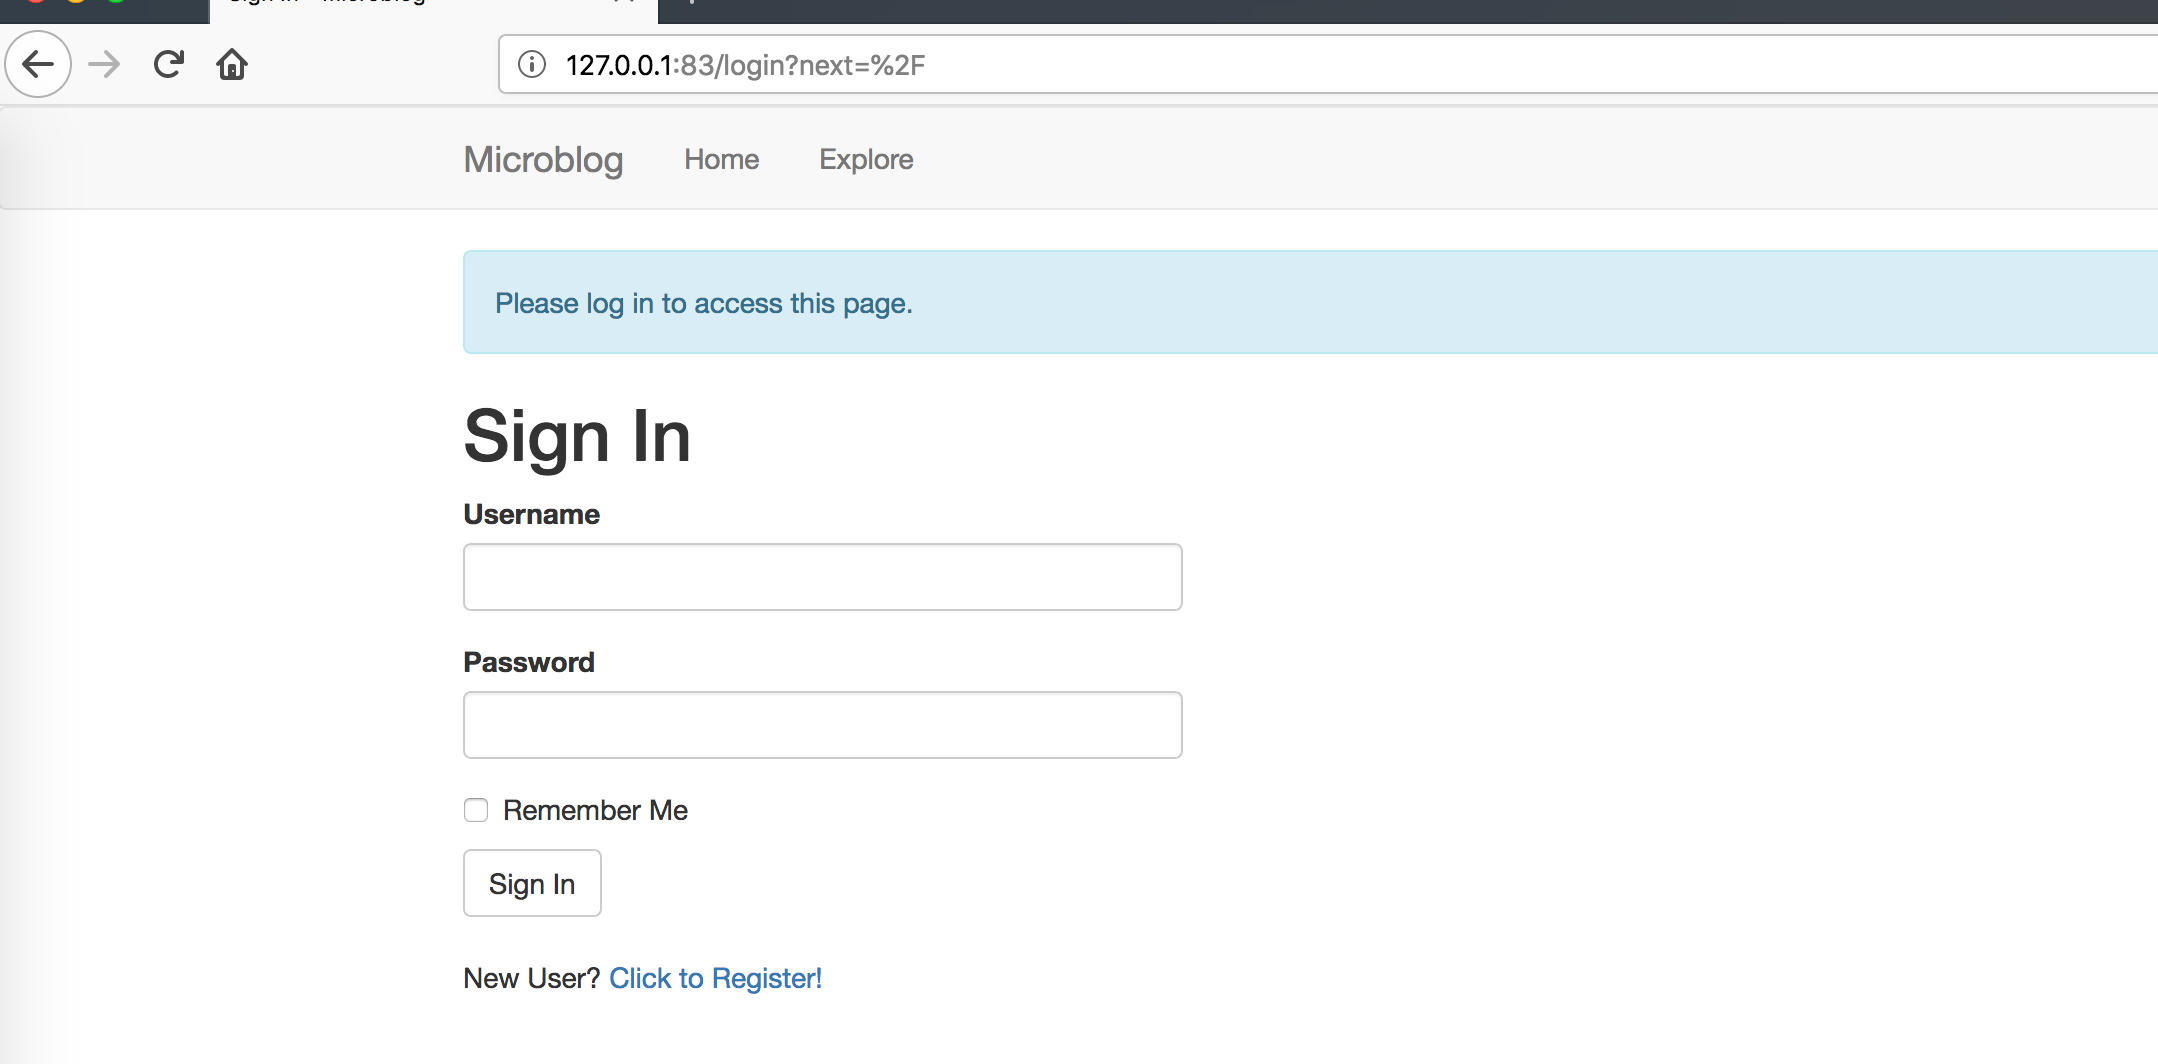 127.0.0.1:83/login?next=%2F
Microblog Home Explore
Please log in to access this page.
Sign In
Username
Password
Remember Me
Sign In
New User? Click to Register!